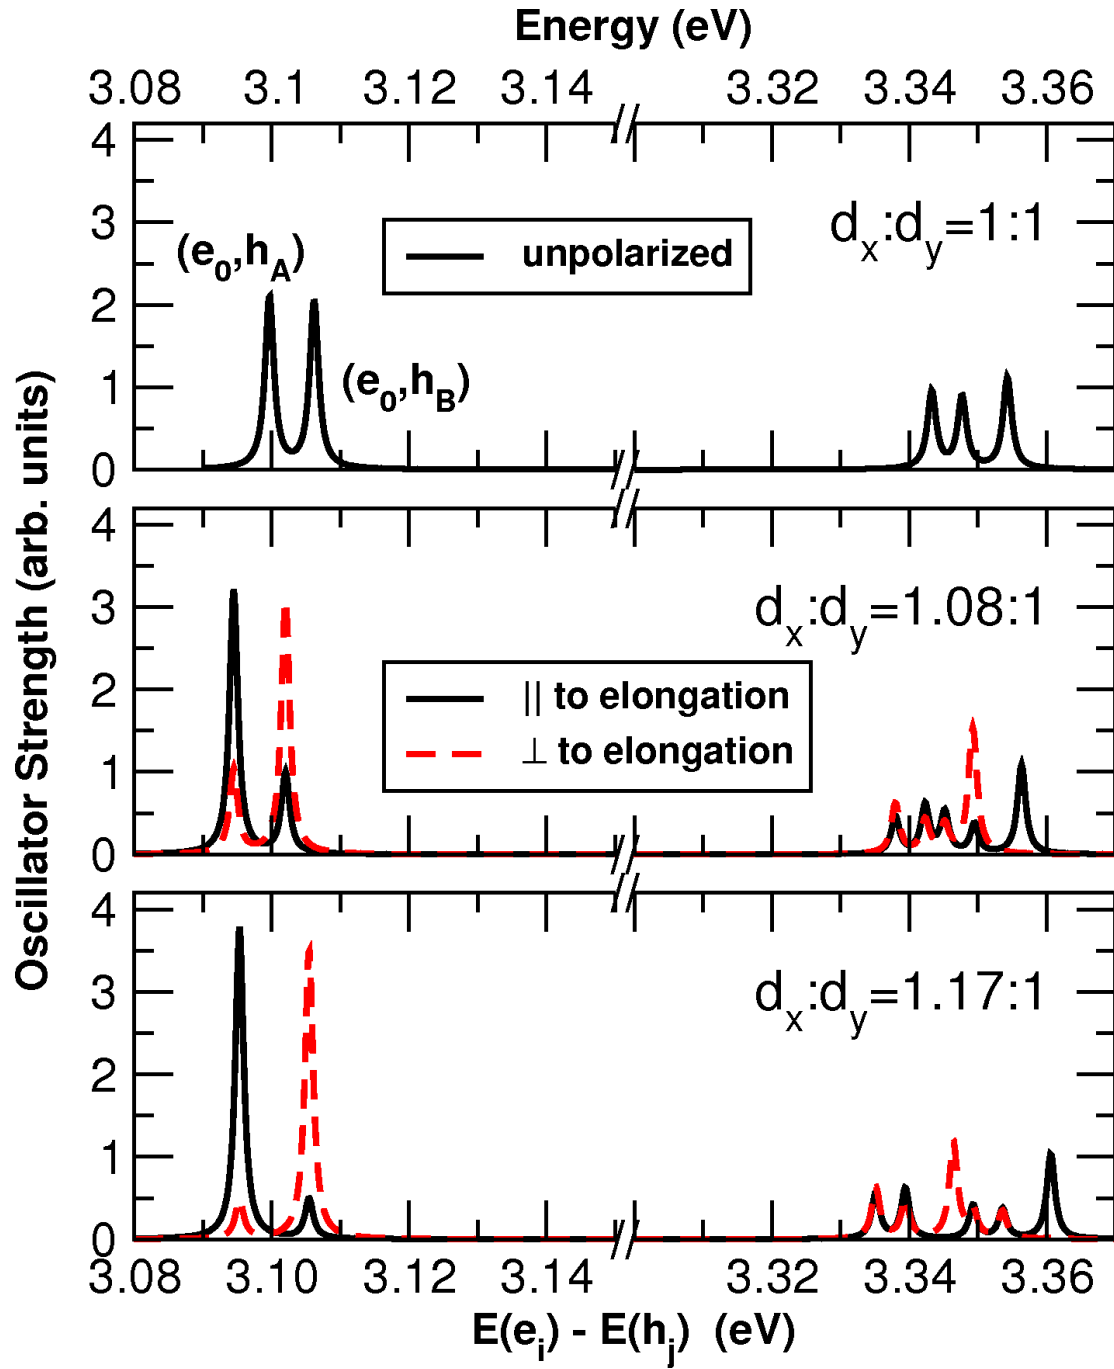 Energy (eV)
3.08 3.1 3.12 3.14 3.32 3.34 3.36
Oscillator Strength (arb. units)
4
3
2
1
0
(e0,hA)
(e0,hB)
unpolarized
dx:dy=1:1
4
3
2
1
0
dx:dy=1.08:1
|| to elongation
⊥ to elongation
4
3
2
1
0
dx:dy=1.17:1
3.08 3.10 3.12 3.14 3.32 3.34 3.36
E(ei) - E(hj) (eV)